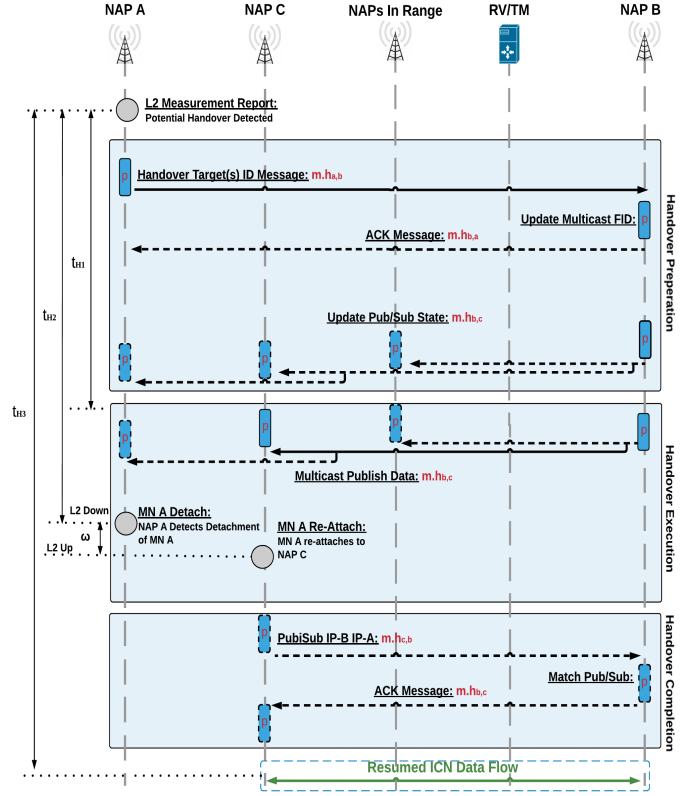 NAP A
NAP C
NAPs In Range
RV/TM
NAP B
L2 Measurement Report:
Potential Handover Detected
p
Handover Target(s) ID Message: m.ha,b
Update Multicast FID:
p
ACK Message: m.hb,a
tH1
tH2
tH3
Update Pub/Sub State: m.hb,c
p
p
p
p
Handover Preperation
p
p
p
p
Multicast Publish Data: m.hb,c
L2 Down
MN A Detach:
NAP A Detects Detachment
of MN A
ω
L2 Up
MN A Re-Attach:
MN A re-attaches to
NAP C
Handover Execution
p
PubiSub IP-B IP-A: m.hc,b
Match Pub/Sub:
p
ACK Message: m.hb,c
p
Handover Completion
Resumed ICN Data Flow